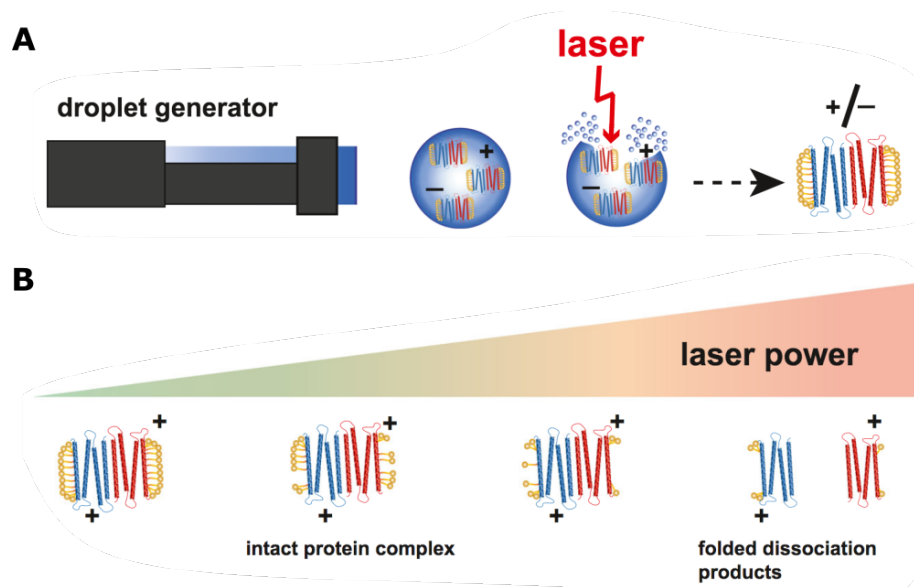 A
laser
droplet generator
+/−
+
+
−
−
B
laser power
+
+
+
+
+
+
+
+
intact protein complex
folded dissociation
products